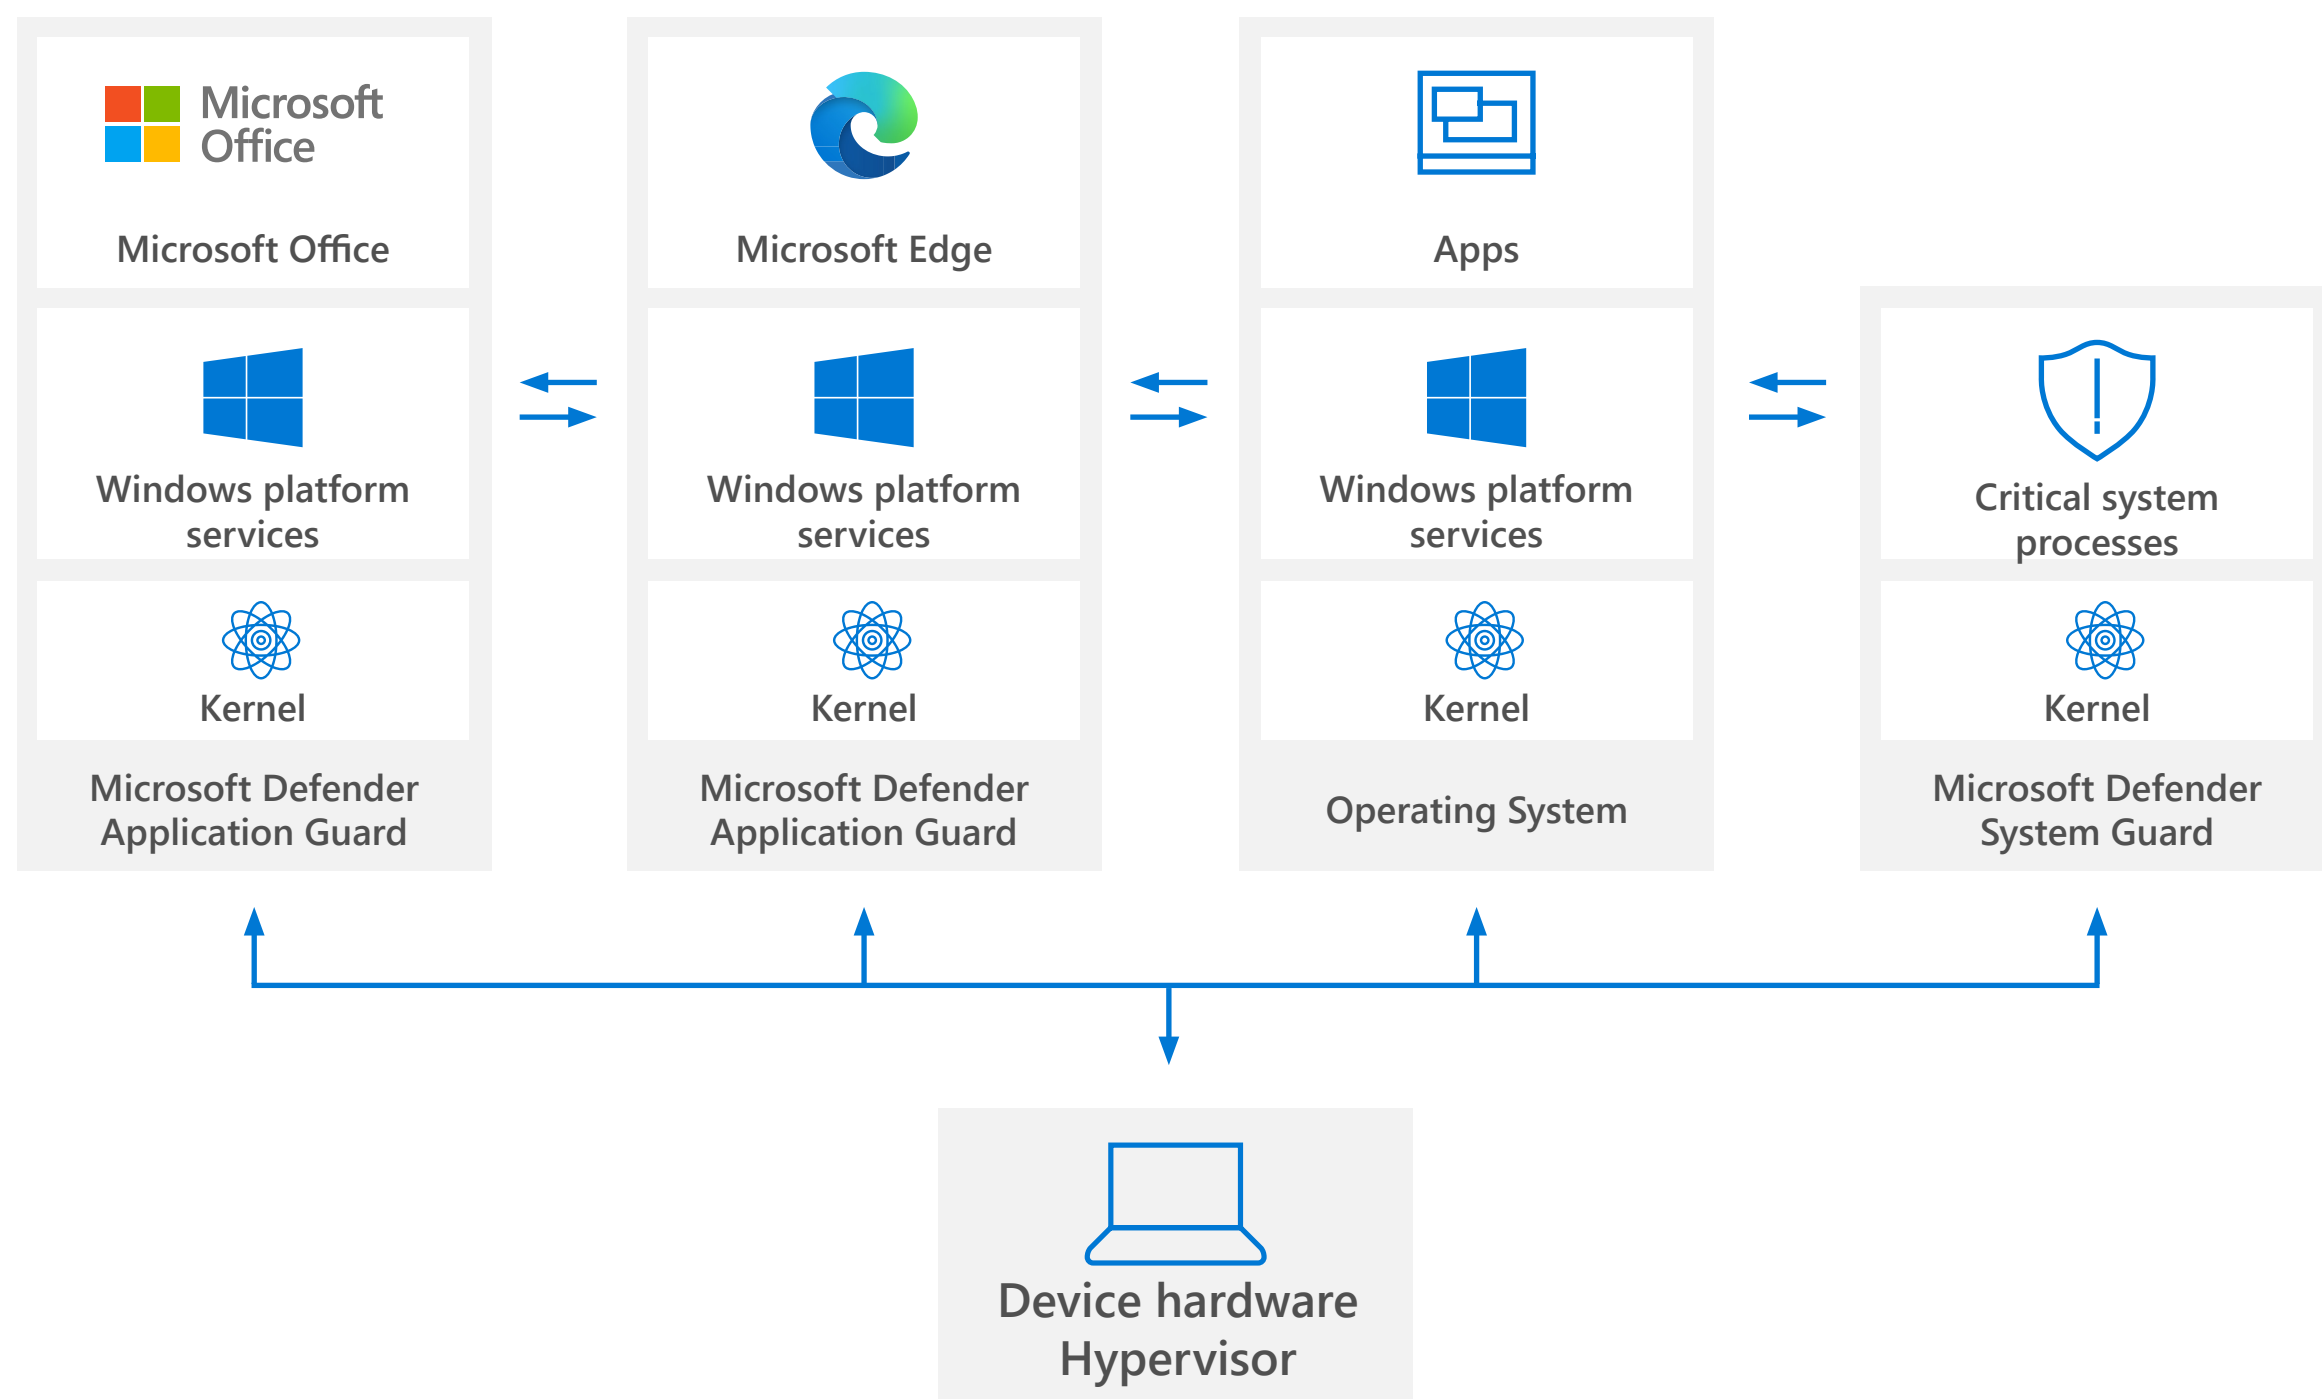 Microsoft
Office
Microsoft Office
Windows platform
services
Kernel
Microsoft Defender
Application Guard
Microsoft Edge
Windows platform
services
Kernel
Microsoft Defender
Application Guard
Apps
Windows platform
services
Kernel
Operating System
Critical system
processes
Kernel
Microsoft Defender
System Guard
Device hardware
Hypervisor